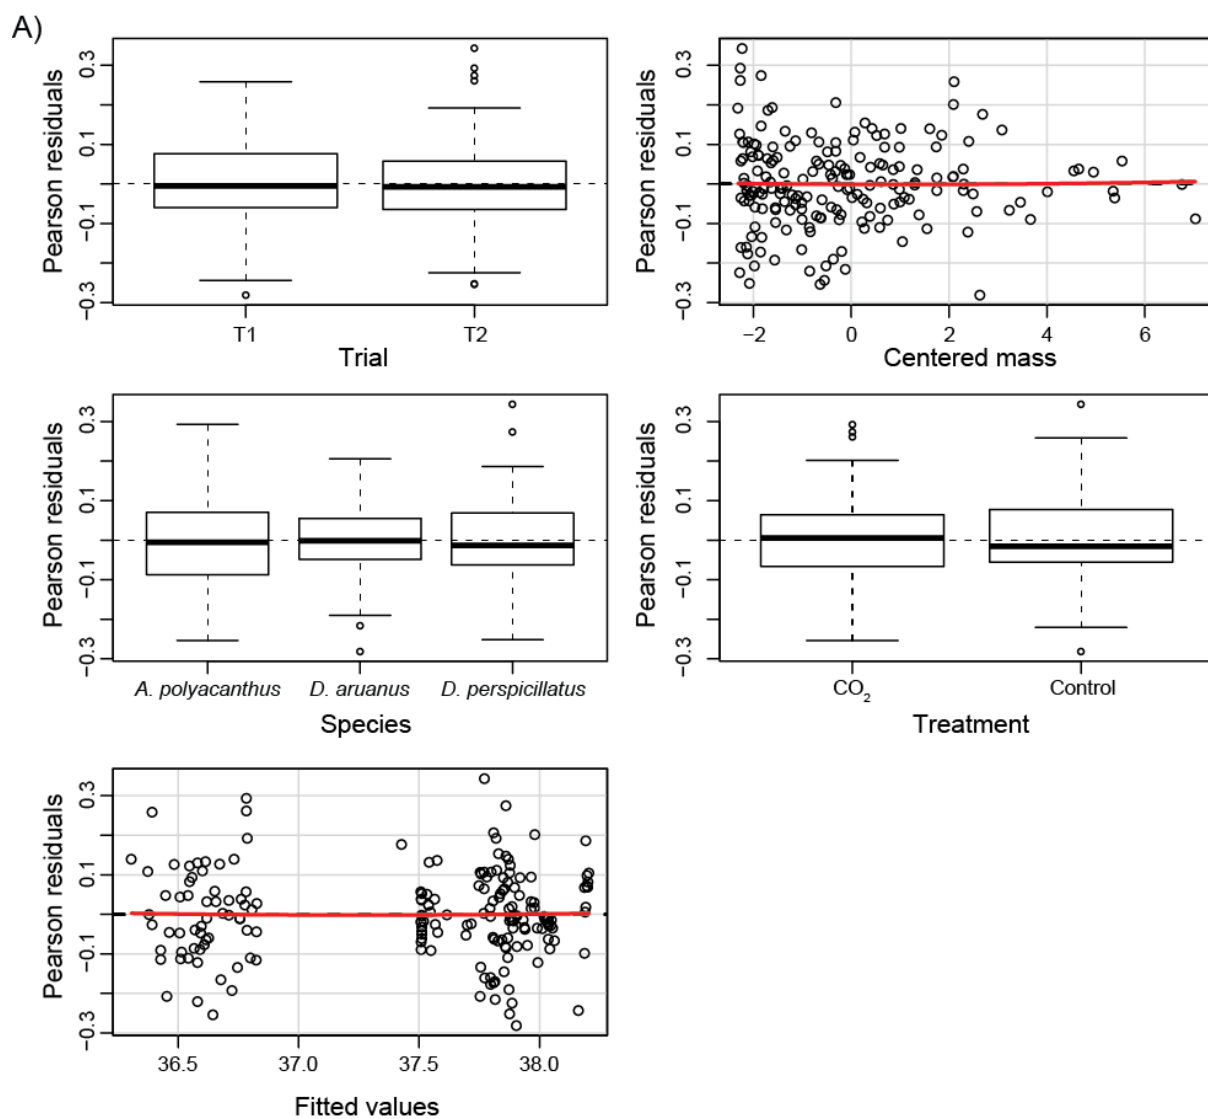 A)
Pearson residuals
0.3
0.1
−0.1
−0.3
T1
T2
Trial
Pearson residuals
0.3
0.1
−0.1
−0.3
−2
0
2
4
6
Centered mass
Pearson residuals
0.3
0.1
−0.1
−0.3
A. polyacanthus
D. aruanus
D. perspicillatus
Species
Pearson residuals
0.3
0.1
−0.1
−0.3
CO₂
Control
Treatment
Pearson residuals
0.3
0.1
−0.1
−0.3
36.5
37.0
37.5
38.0
Fitted values